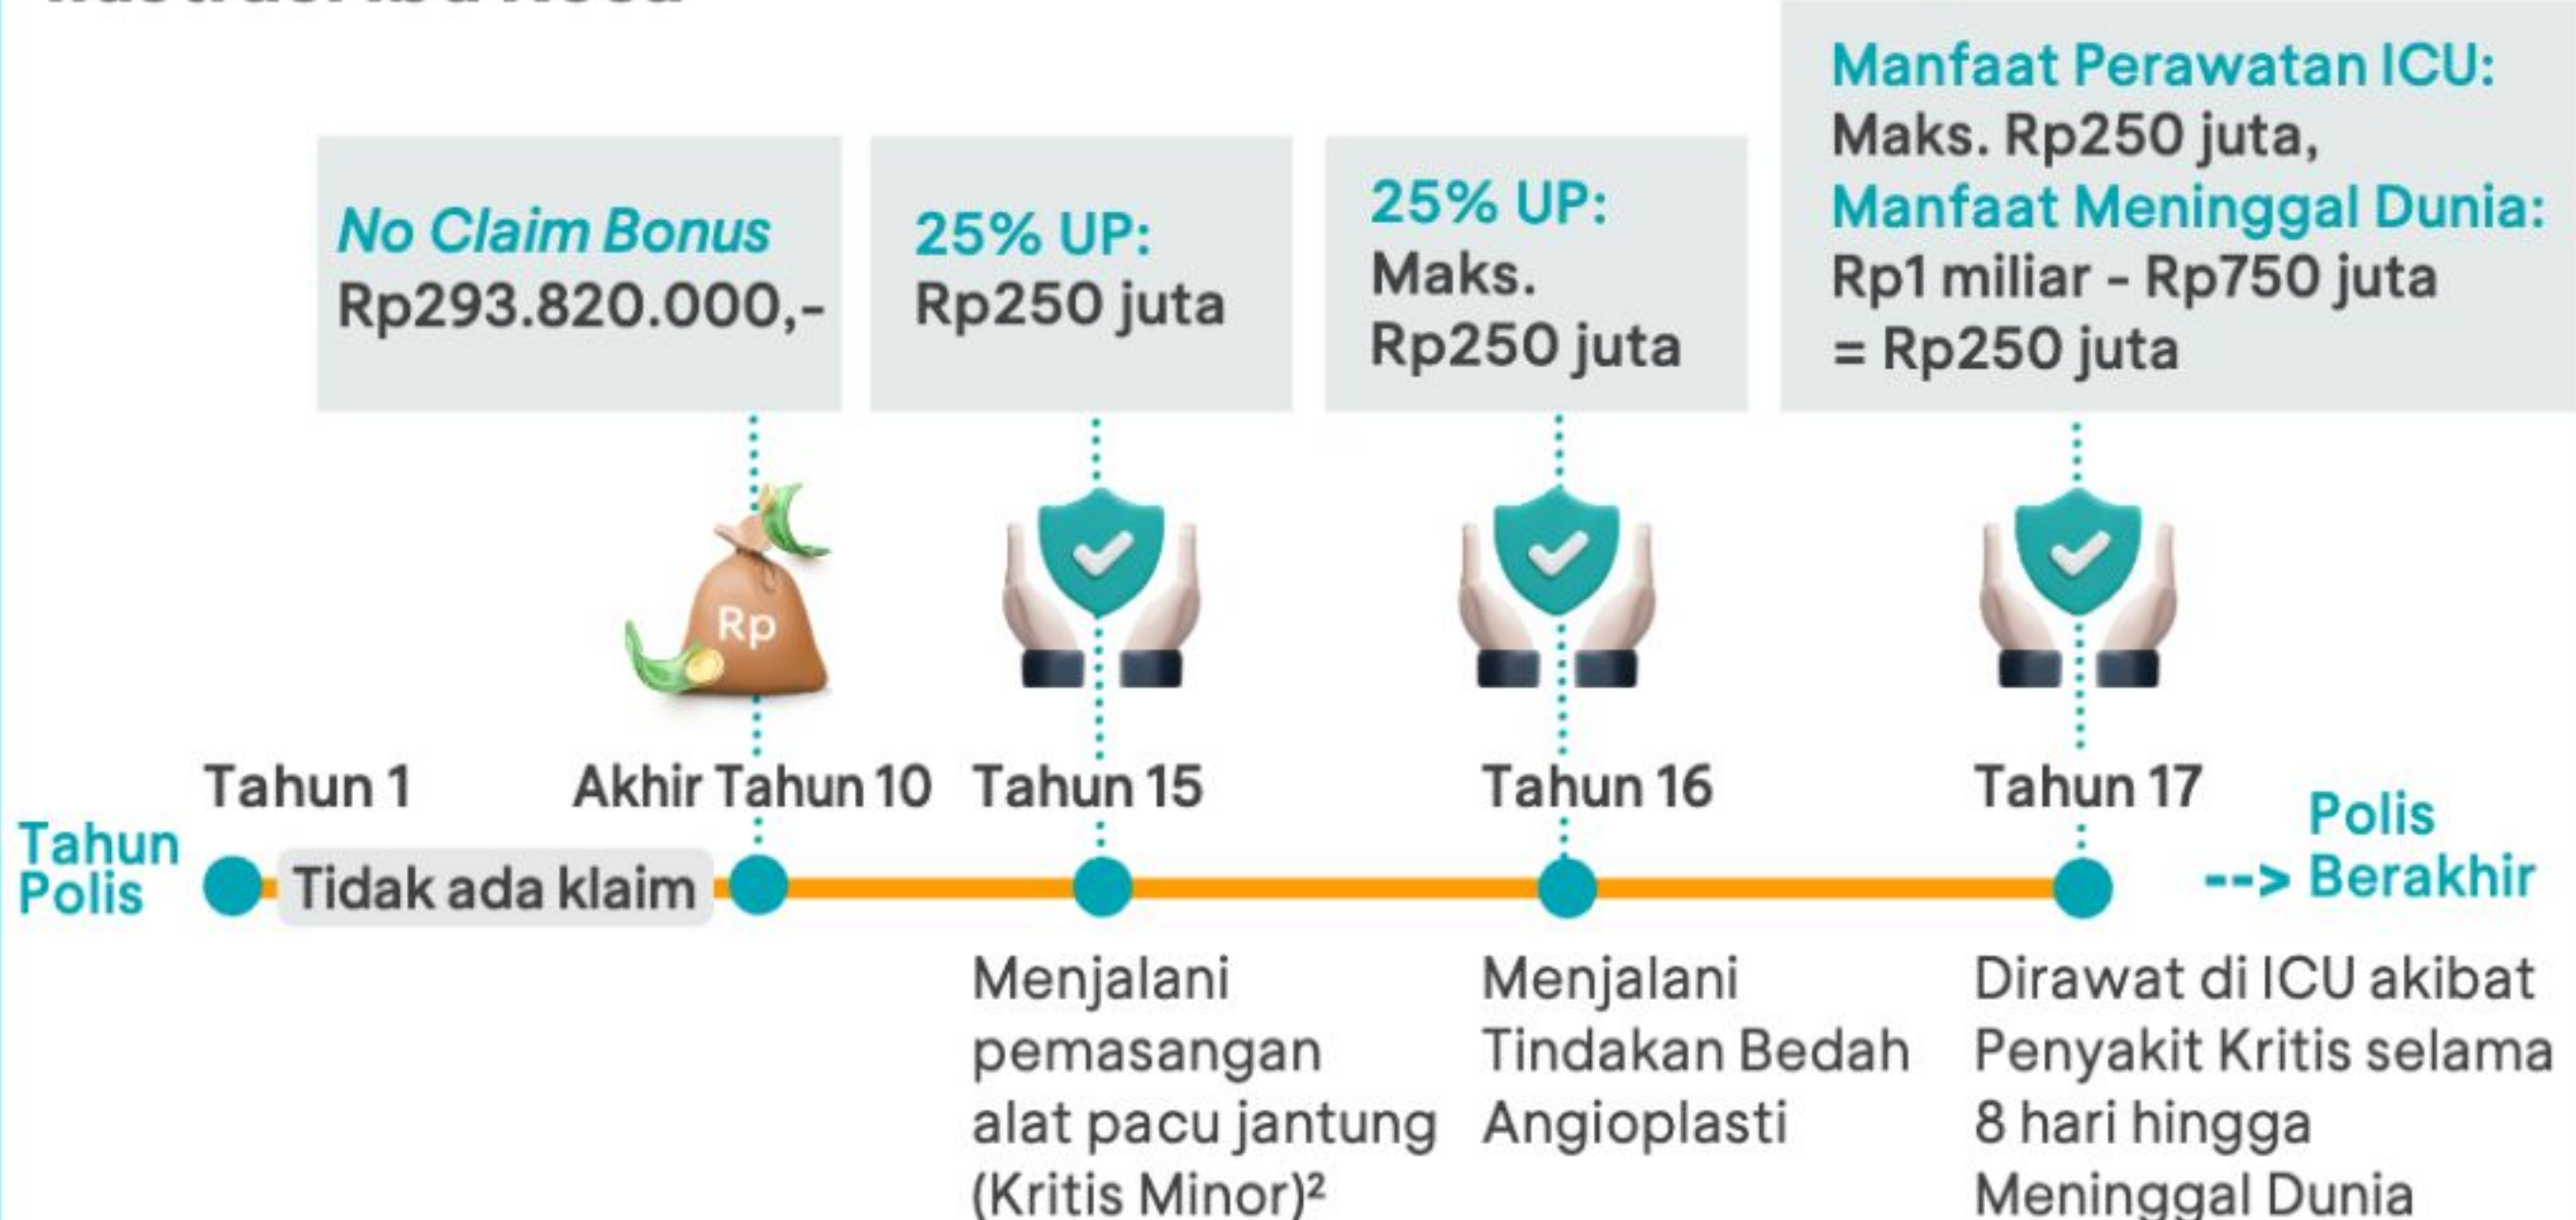 No Claim Bonus
Rp293.820.000,-
25% UP:
Rp250 juta
25% UP:
Maks.
Rp250 juta
Manfaat Perawatan ICU:
Maks. Rp250 juta,
Manfaat Meninggal Dunia:
Rp1 miliar - Rp750 juta
= Rp250 juta
Rp
Tahun 1
Akhir Tahun 10
Tahun 15
Tahun 16
Tahun 17
Tahun
Polis
Tidak ada klaim
Polis
--> Berakhir
Menjalani
pemasangan
alat pacu jantung
(Kritis Minor)²
Menjalani
Tindakan Bedah
Angioplasti
Dirawat di ICU akibat
Penyakit Kritis selama
8 hari hingga
Meninggal Dunia